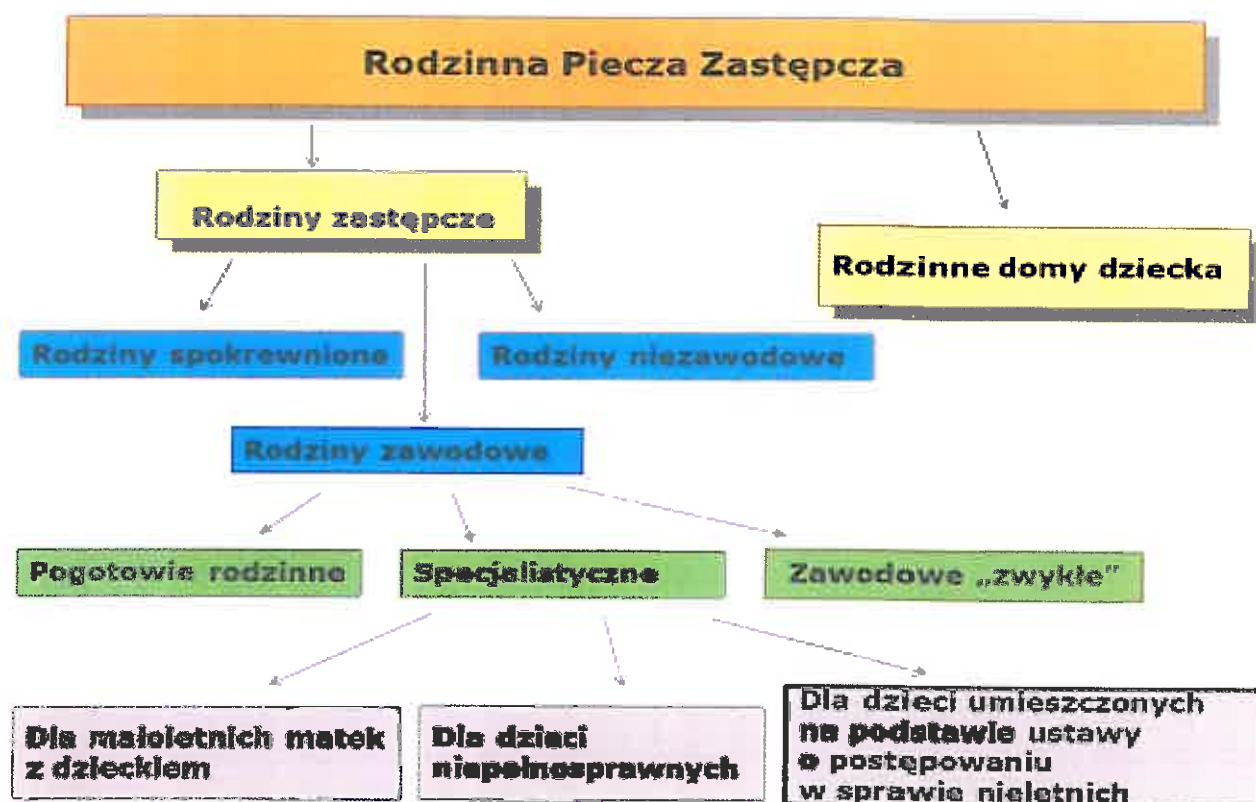 Rodzinna Piecza Zastępcza
Rodziny zastępcze
Rodzinne domy dziecka
Rodziny spokrewnione
Rodziny niezawodowe
Rodziny zawodowe
Pogotowie rodzinne
Specjalistyczne
Zawodowe „zwykłe”
Dla małoletnich matek
z dzieckiem
Dla dzieci
niepełnosprawnych
Dla dzieci umieszczonych
na podstawie ustawy
o postępowaniu
w sprawie nieletnich